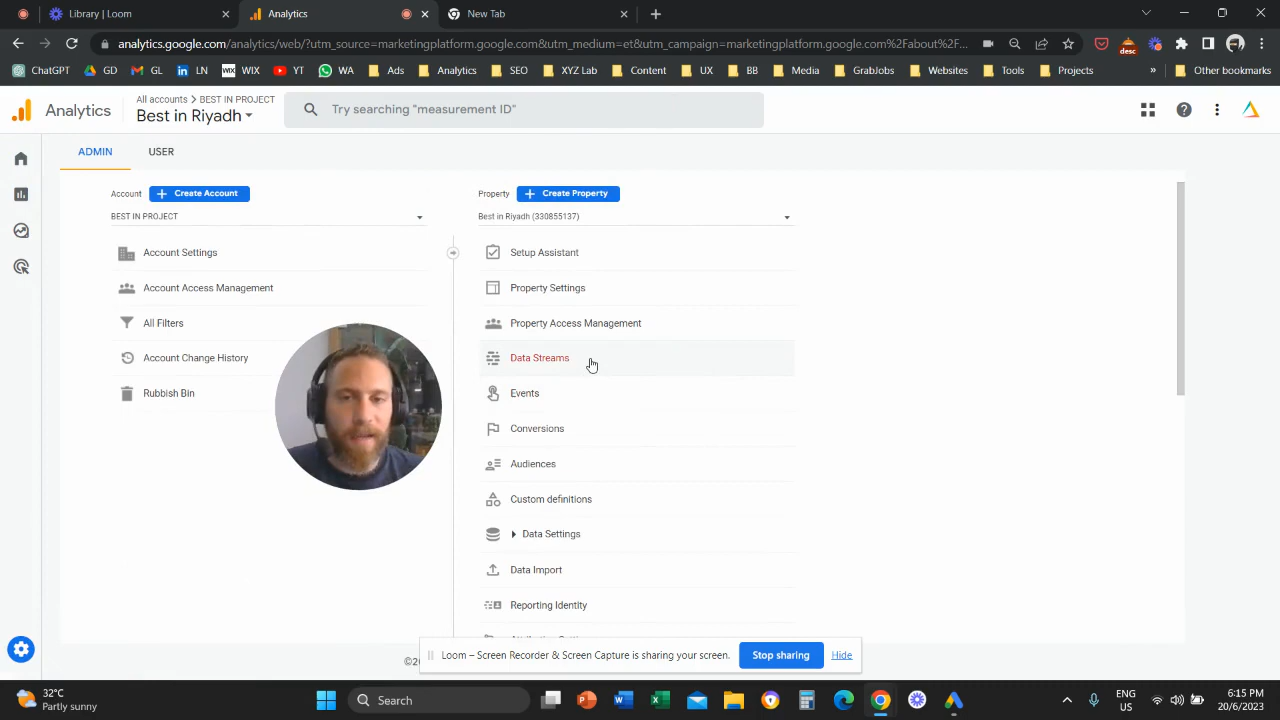 Library | Loom
Analytics
New Tab
analytics.google.com/analytics/web/?utm_source=marketingplatform.google.com&utm_medium=et&utm_campaign=marketingplatform.google.com%2Fabout%2F...
desc
ChatGPT GD GL LN WIX WIX YT WA Ads Analytics SEO XYZ Lab Content UX BB Media GrabJobs Websites Tools Projects » Other bookmarks
Analytics
All accounts > BEST IN PROJECT
Best in Riyadh
Try searching "measurement ID"
ADMIN USER
Account + Create Account
BEST IN PROJECT
Account Settings
Account Access Management
All Filters
Account Change History
Rubbish Bin
Property + Create Property
Best in Riyadh (330855137)
Setup Assistant
Property Settings
Property Access Management
Data Streams
Events
Conversions
Audiences
Custom definitions
Data Settings
Data Import
Reporting Identity
Loom – Screen Recorder & Screen Capture is sharing your screen. Stop sharing Hide
32°C
Partly sunny
Search
ENG
US
6:15 PM
20/6/2023